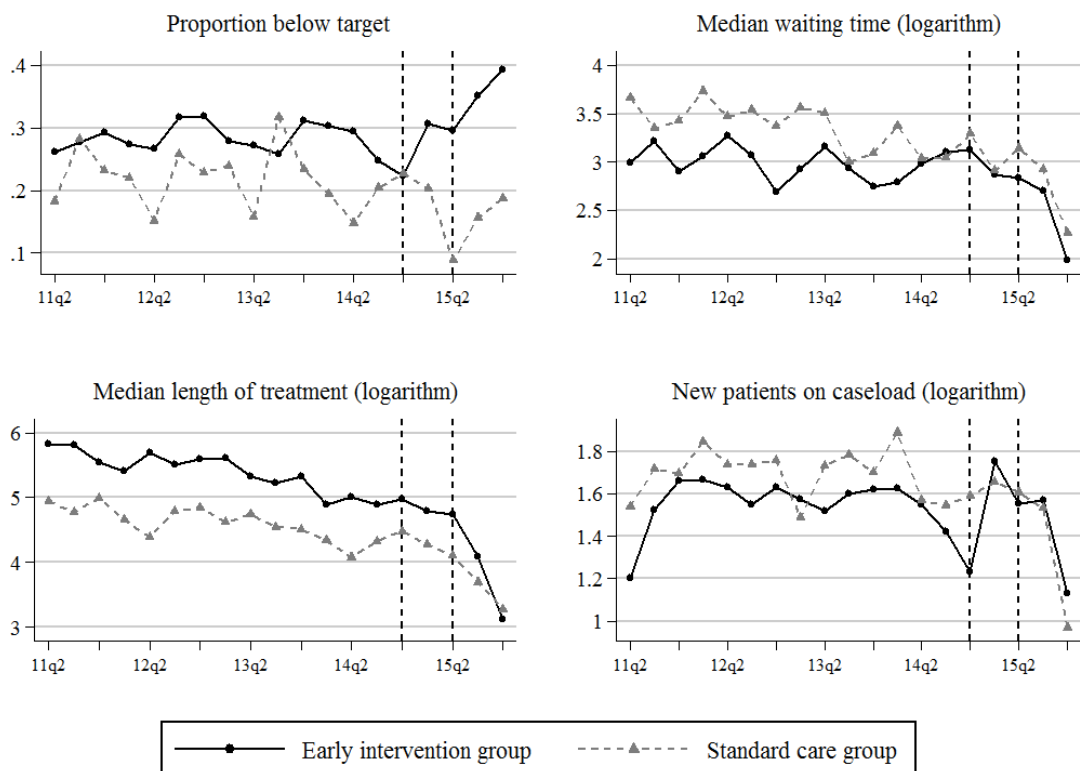 Proportion below target
.4
.3
.2
.1
11q2 12q2 13q2 14q2 15q2
Median waiting time (logarithm)
4
3.5
3
2.5
2
11q2 12q2 13q2 14q2 15q2
Median length of treatment (logarithm)
6
5
4
3
11q2 12q2 13q2 14q2 15q2
New patients on caseload (logarithm)
1.8
1.6
1.4
1.2
1
11q2 12q2 13q2 14q2 15q2
Early intervention group Standard care group